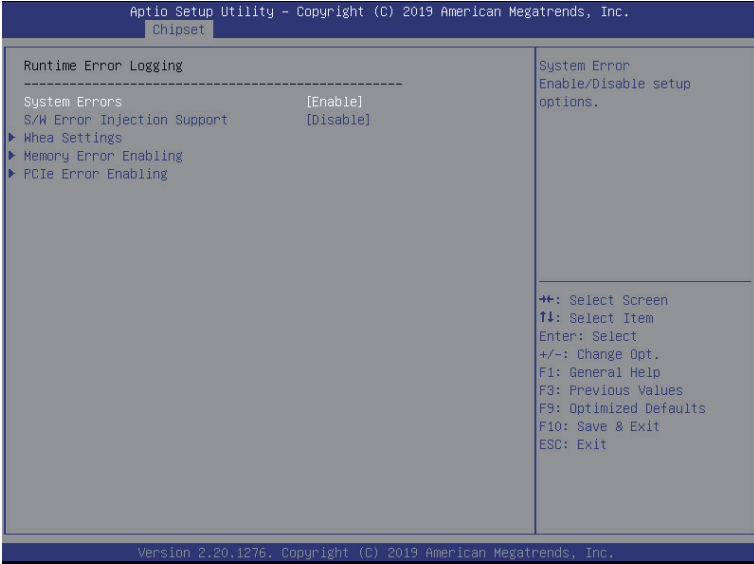 Aptio Setup Utility – Copyright (C) 2019 American Megatrends, Inc.
Chipset
Runtime Error Logging
--------------------------------------------------
System Errors [Enable]
S/W Error Injection Support [Disable]
▶ Whea Settings
▶ Memory Error Enabling
▶ PCIe Error Enabling
System Error
Enable/Disable setup
options.
→←: Select Screen
↑↓: Select Item
Enter: Select
+/-: Change Opt.
F1: General Help
F3: Previous Values
F9: Optimized Defaults
F10: Save & Exit
ESC: Exit
Version 2.20.1276. Copyright (C) 2019 American Megatrends, Inc.